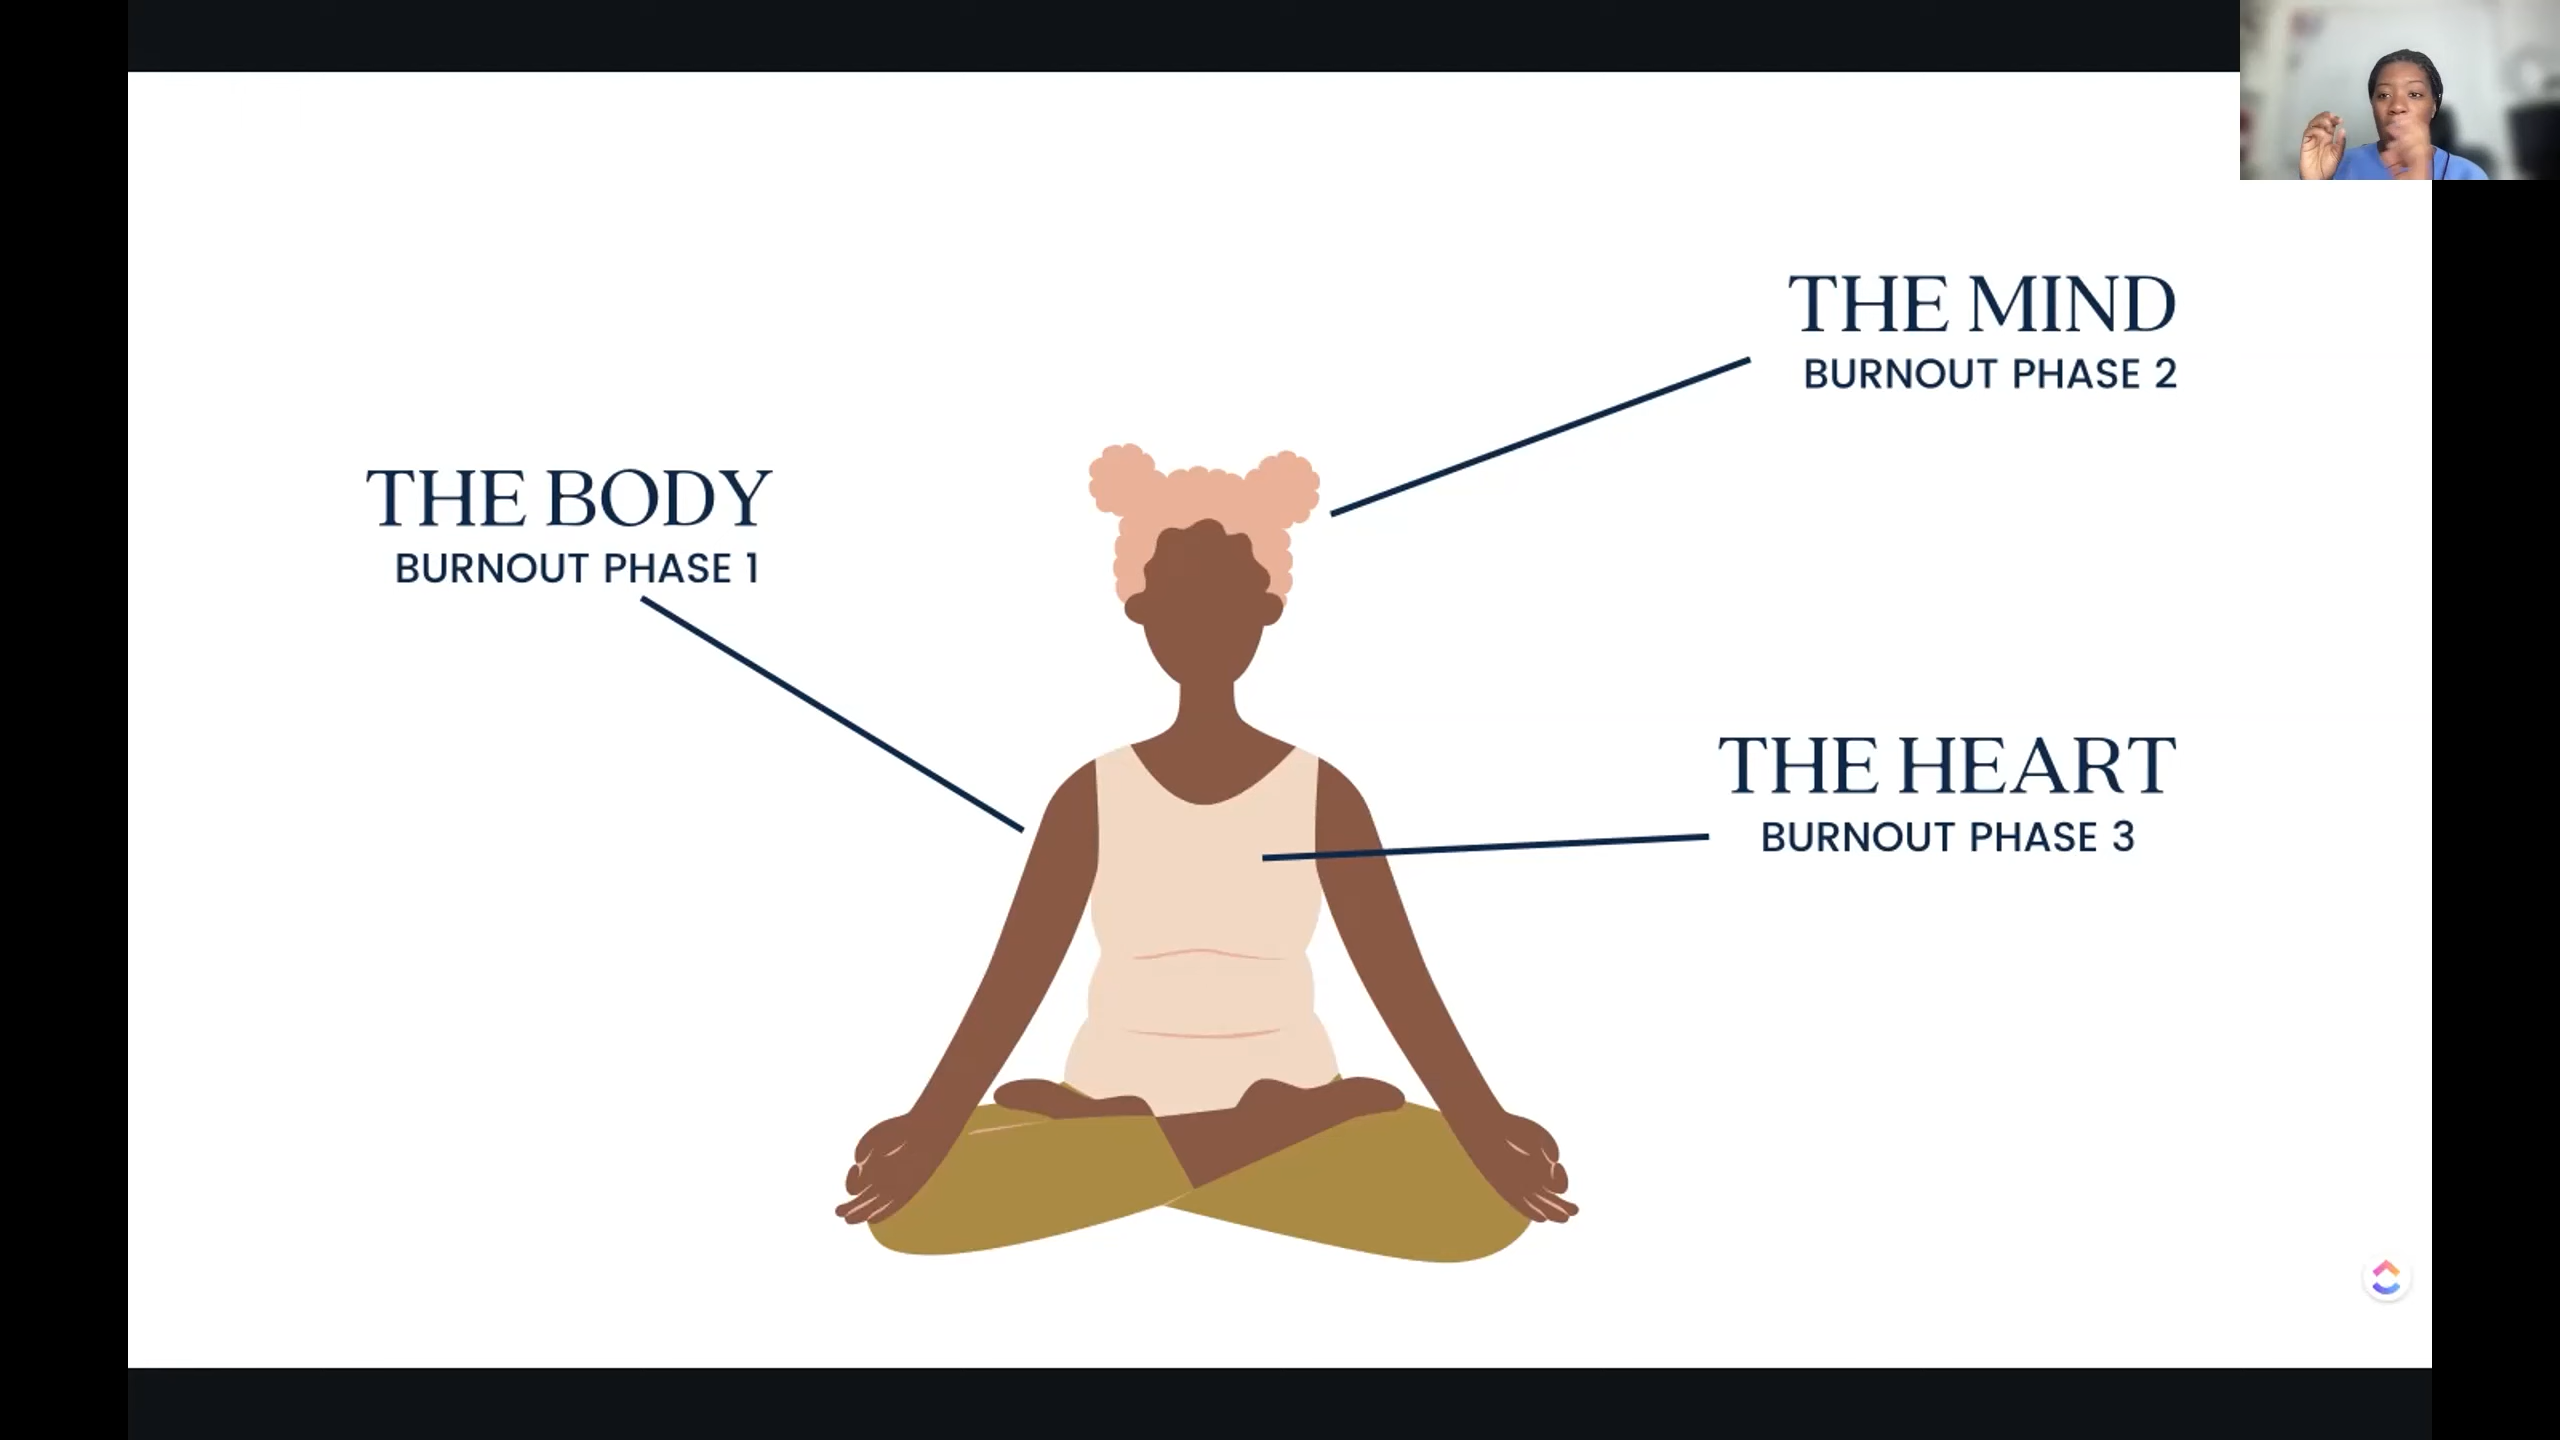 THE MIND
BURNOUT PHASE 2
THE BODY
BURNOUT PHASE 1
THE HEART
BURNOUT PHASE 3